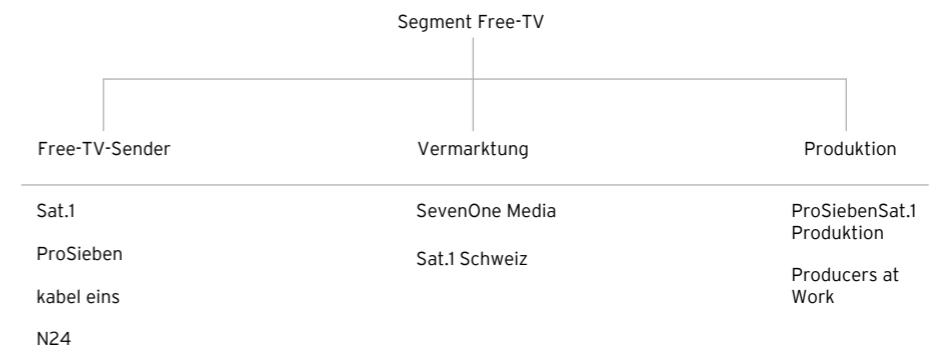 Segment Free-TV
Free-TV-Sender
Vermarktung
Produktion
Sat.1
ProSieben
kabel eins
N24
SevenOne Media
Sat.1 Schweiz
ProSiebenSat.1
Produktion
Producers at
Work